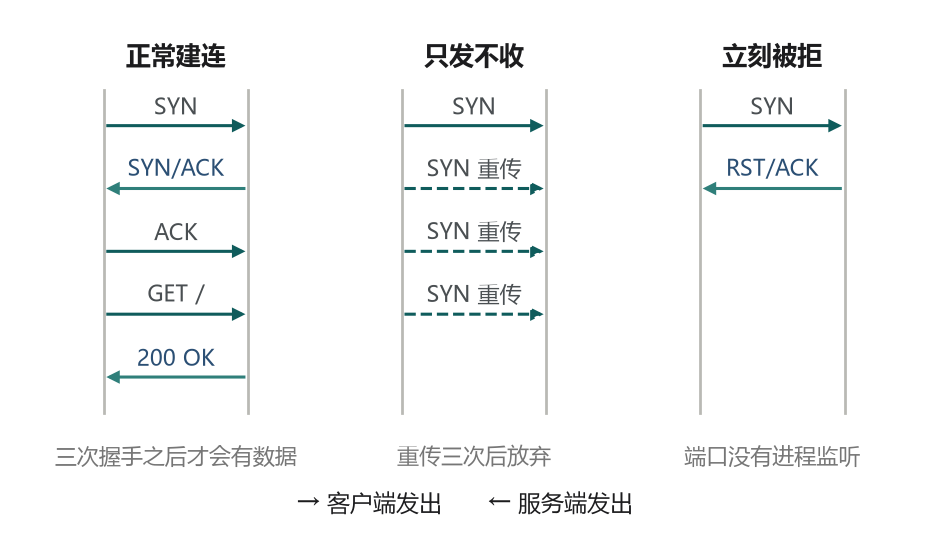 正常建连
SYN
SYN/ACK
ACK
GET /
200 OK
三次握手之后才会有数据
只发不收
SYN
SYN 重传
SYN 重传
SYN 重传
重传三次后放弃
立刻被拒
SYN
RST/ACK
端口没有进程监听
→ 客户端发出
← 服务端发出